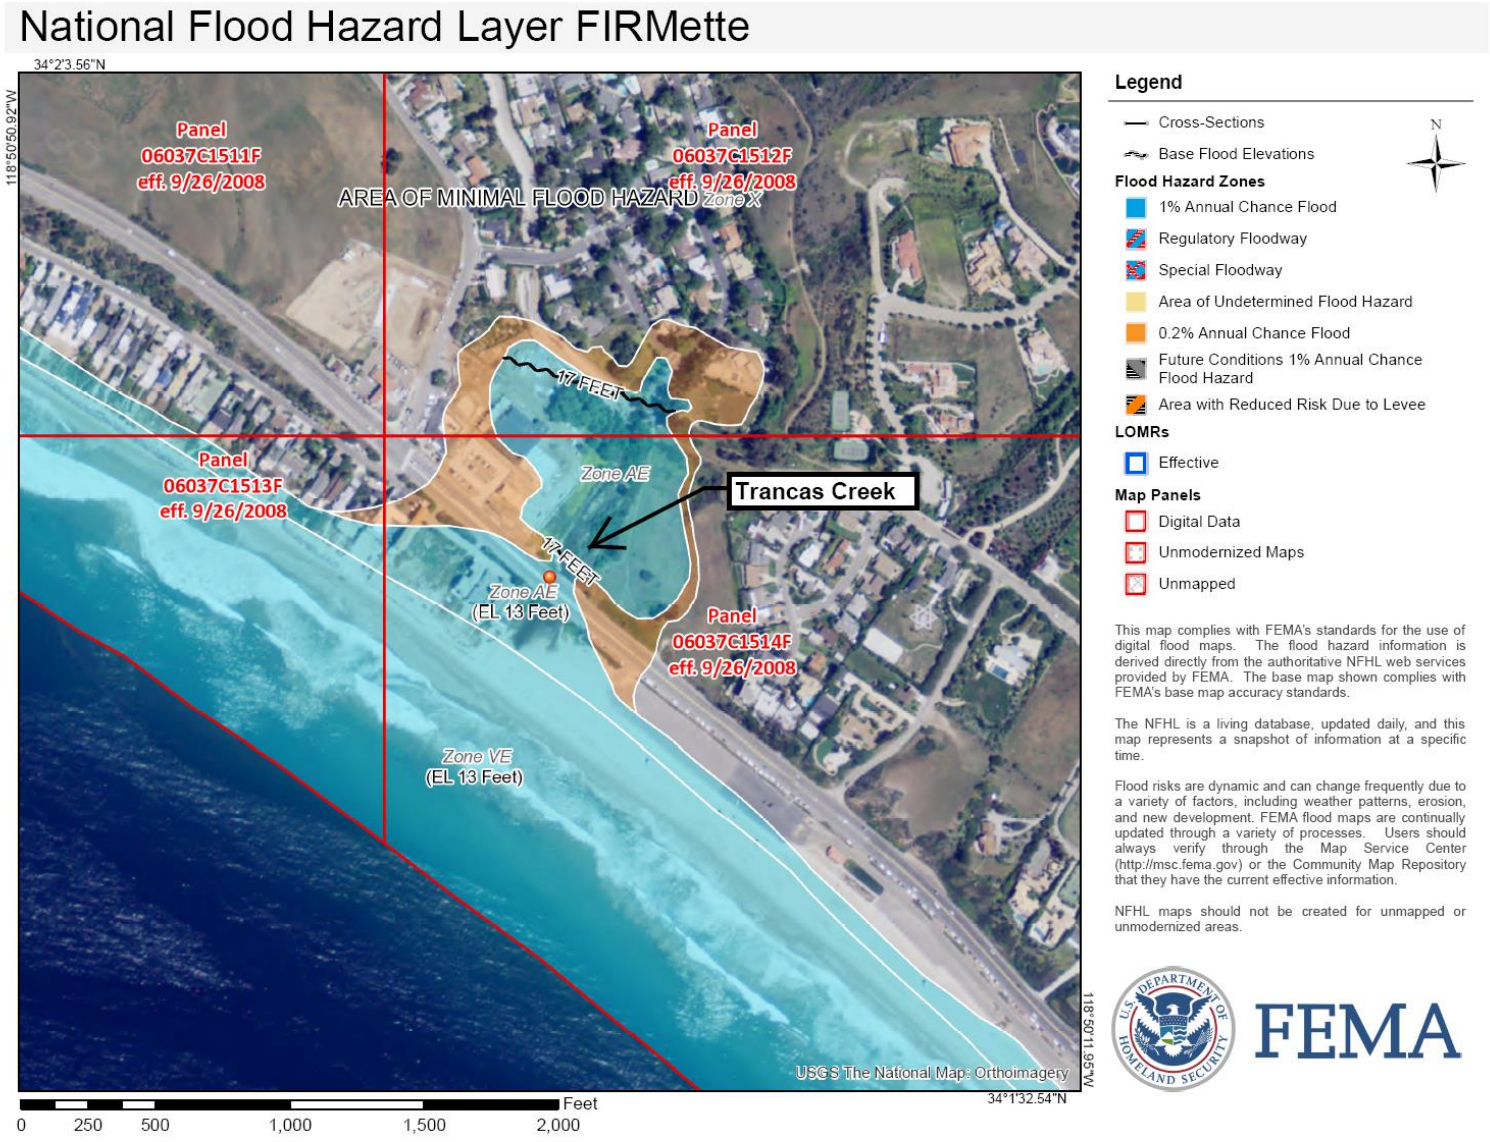 National Flood Hazard Layer FIRMette
34°2'3.56"N
118°50'50.92"W
Panel
06037C1511F
eff. 9/26/2008
Panel
06037C1512F
eff. 9/26/2008
AREA OF MINIMAL FLOOD HAZARD Zone X
17 FEET
Panel
06037C1513F
eff. 9/26/2008
Zone AE
Trancas Creek
17 FEET
Zone AE
(EL 13 Feet)
Panel
06037C1514F
eff. 9/26/2008
Zone VE
(EL 13 Feet)
USGS The National Map: Orthoimagery
118°50'11.95"W
34°1'32.54"N
Feet
0 250 500 1,000 1,500 2,000
Legend
Cross-Sections
N
Base Flood Elevations
Flood Hazard Zones
1% Annual Chance Flood
Regulatory Floodway
Special Floodway
Area of Undetermined Flood Hazard
0.2% Annual Chance Flood
Future Conditions 1% Annual Chance
Flood Hazard
Area with Reduced Risk Due to Levee
LOMRs
Effective
Map Panels
Digital Data
Unmodernized Maps
Unmapped
This map complies with FEMA's standards for the use of
digital flood maps. The flood hazard information is
derived directly from the authoritative NFHL web services
provided by FEMA. The base map shown complies with
FEMA's base map accuracy standards.
The NFHL is a living database, updated daily, and this
map represents a snapshot of information at a specific
time.
Flood risks are dynamic and can change frequently due to
a variety of factors, including weather patterns, erosion,
and new development. FEMA flood maps are continually
updated through a variety of processes. Users should
always verify through the Map Service Center
(http://msc.fema.gov) or the Community Map Repository
that they have the current effective information.
NFHL maps should not be created for unmapped or
unmodernized areas.
U.S. DEPARTMENT OF
HOMELAND SECURITY
FEMA